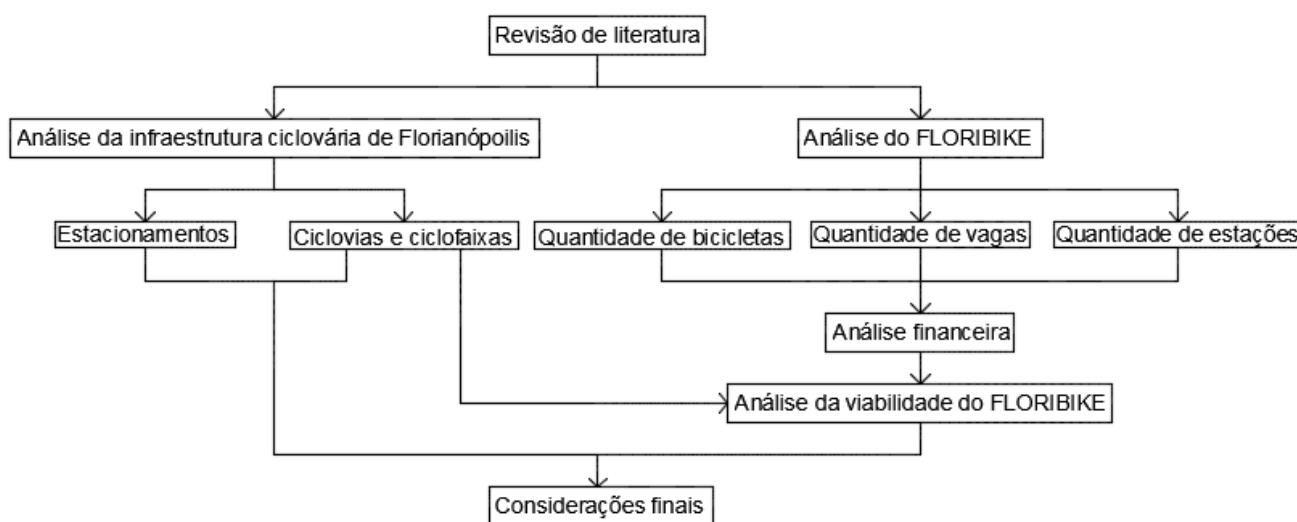 Revisão de literatura
Análise da infraestrutura ciclovária de Florianópoilis
Análise do FLORIBIKE
Estacionamentos
Ciclovias e ciclofaixas
Quantidade de bicicletas
Quantidade de vagas
Quantidade de estações
Análise financeira
Análise da viabilidade do FLORIBIKE
Considerações finais